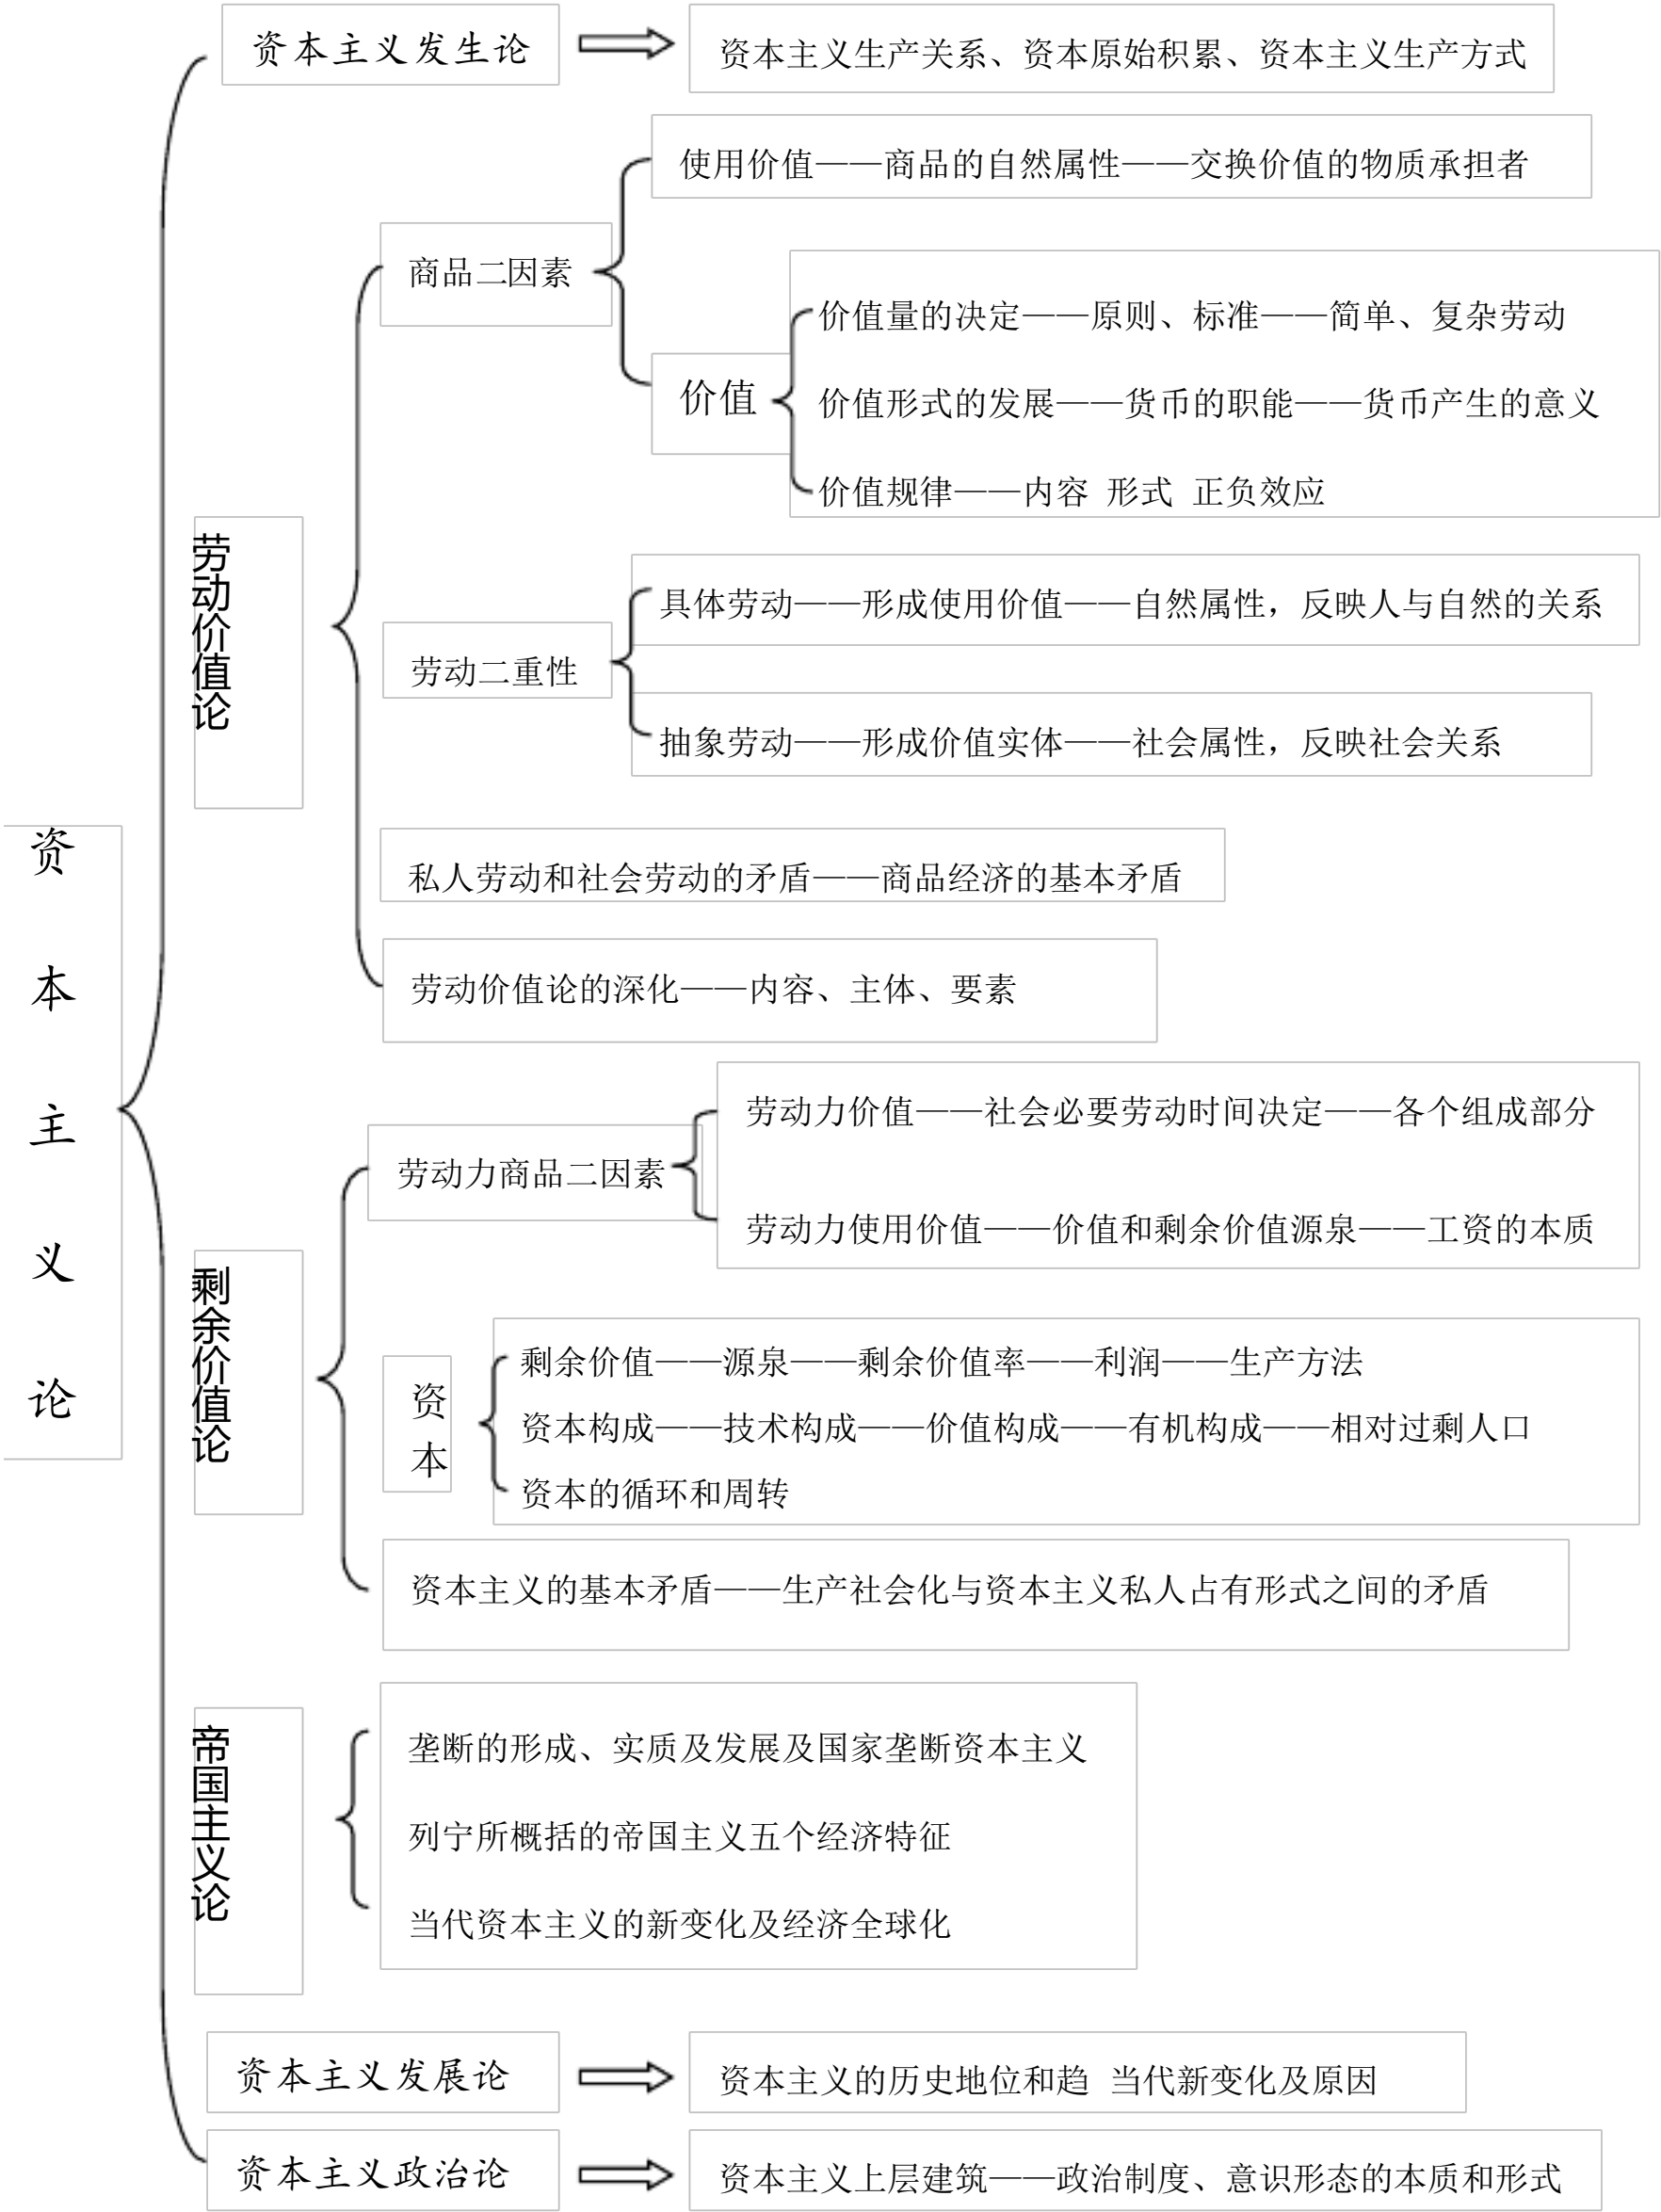 资本主义论
资本主义发生论
资本主义生产关系、资本原始积累、资本主义生产方式
劳动价值论
商品二因素
使用价值——商品的自然属性——交换价值的物质承担者
价值
价值量的决定——原则、标准——简单、复杂劳动
价值形式的发展——货币的职能——货币产生的意义
价值规律——内容 形式 正负效应
劳动二重性
具体劳动——形成使用价值——自然属性，反映人与自然的关系
抽象劳动——形成价值实体——社会属性，反映社会关系
私人劳动和社会劳动的矛盾——商品经济的基本矛盾
劳动价值论的深化——内容、主体、要素
剩余价值论
劳动力商品二因素
劳动力价值——社会必要劳动时间决定——各个组成部分
劳动力使用价值——价值和剩余价值源泉——工资的本质
资本
剩余价值——源泉——剩余价值率——利润——生产方法
资本构成——技术构成——价值构成——有机构成——相对过剩人口
资本的循环和周转
资本主义的基本矛盾——生产社会化与资本主义私人占有形式之间的矛盾
帝国主义论
垄断的形成、实质及发展及国家垄断资本主义
列宁所概括的帝国主义五个经济特征
当代资本主义的新变化及经济全球化
资本主义发展论
资本主义的历史地位和趋 当代新变化及原因
资本主义政治论
资本主义上层建筑——政治制度、意识形态的本质和形式